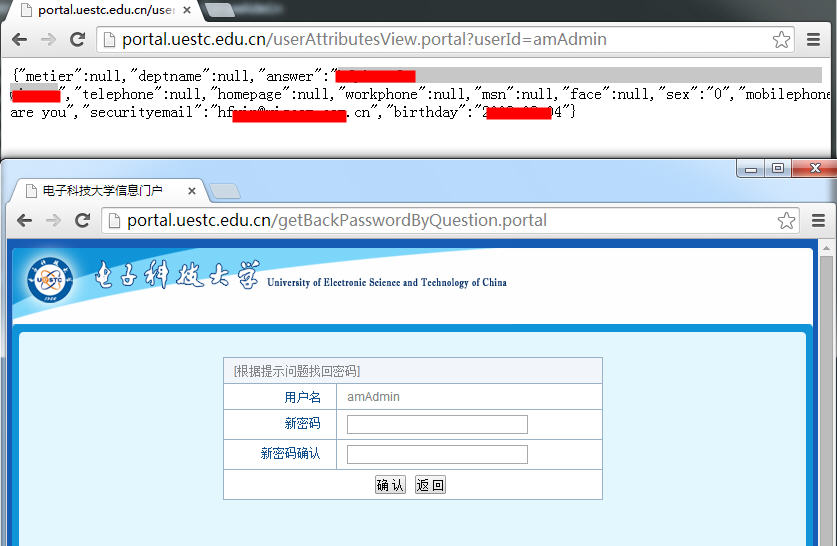 portal.uestc.edu.cn/user
portal.uestc.edu.cn/userAttributesView.portal?userId=amAdmin
{"metier":null,"deptname":null,"answer":"
","telephone":null,"homepage":null,"workphone":null,"msn":null,"face":null,"sex":"0","mobilephone
are you","securityemail":"hf .cn","birthday":"2 04"}
电子科技大学信息门户
portal.uestc.edu.cn/getBackPasswordByQuestion.portal
电子科技大学 University of Electronic Science and Technology of China
UESTC
1956
[根据提示问题找回密码]
用户名 amAdmin
新密码
新密码确认
确认 返回